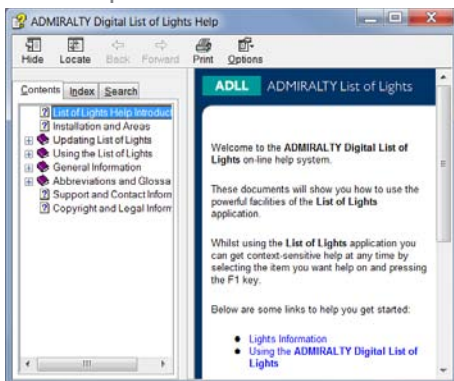 ADMIRALTY Digital List of Lights Help
Hide Locate Back Forward Print Options
Contents Index Search
List of Lights Help Introduct
Installation and Areas
Updating List of Lights
Using the List of Lights
General Information
Abbreviations and Glossa
Support and Contact Inform
Copyright and Legal Inform
ADLL ADMIRALTY List of Lights
Welcome to the ADMIRALTY Digital List of
Lights on-line help system.
These documents will show you how to use the
powerful facilities of the List of Lights
application.
Whilst using the List of Lights application you
can get context-sensitive help at any time by
selecting the item you want help on and pressing
the F1 key.
Below are some links to help you get started:
Lights Information
Using the ADMIRALTY Digital List of
Lights